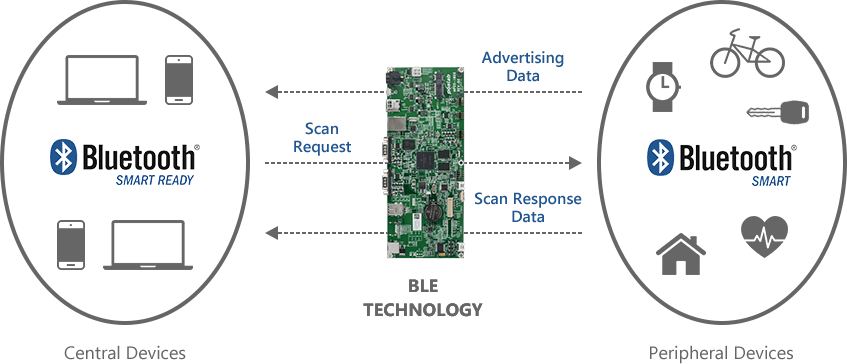 Advertising
Data
Scan
Request
Bluetooth®
SMART READY
Bluetooth®
SMART
Scan Response
Data
BLE
TECHNOLOGY
Central Devices
Peripheral Devices